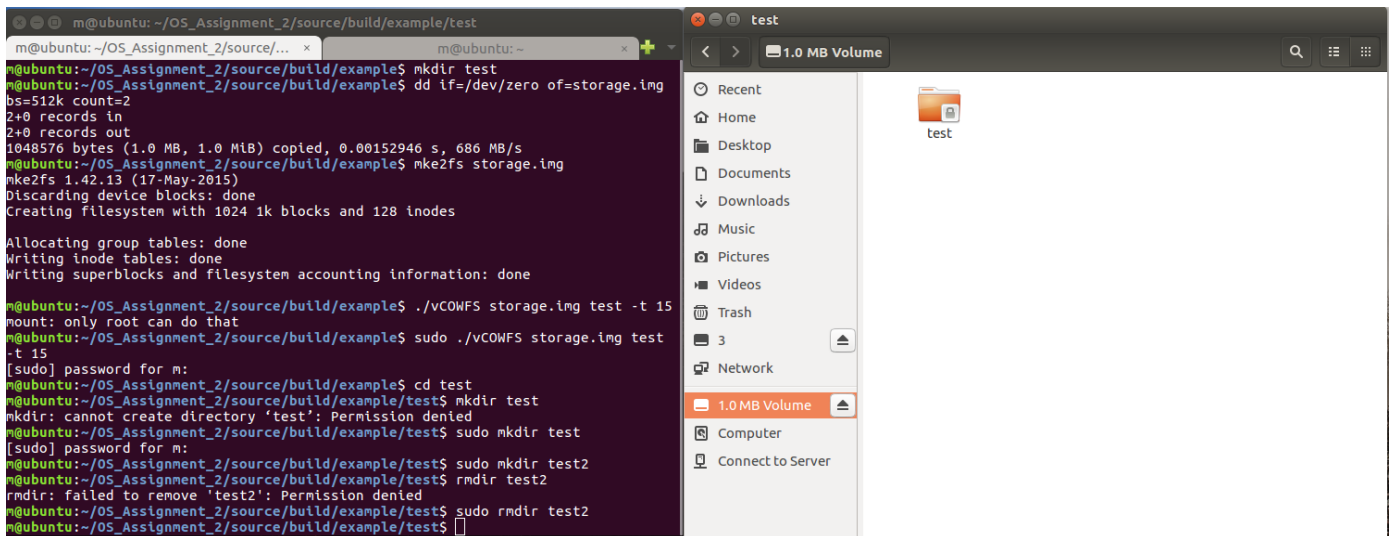 m@ubuntu: ~/OS_Assignment_2/source/build/example/test
m@ubuntu: ~/OS_Assignment_2/source/... ×
m@ubuntu: ~ ×
m@ubuntu:~/OS_Assignment_2/source/build/example$ mkdir test
m@ubuntu:~/OS_Assignment_2/source/build/example$ dd if=/dev/zero of=storage.img
bs=512k count=2
2+0 records in
2+0 records out
1048576 bytes (1.0 MB, 1.0 MiB) copied, 0.00152946 s, 686 MB/s
m@ubuntu:~/OS_Assignment_2/source/build/example$ mke2fs storage.img
mke2fs 1.42.13 (17-May-2015)
Discarding device blocks: done
Creating filesystem with 1024 1k blocks and 128 inodes
Allocating group tables: done
Writing inode tables: done
Writing superblocks and filesystem accounting information: done
m@ubuntu:~/OS_Assignment_2/source/build/example$ ./vCOWFS storage.img test -t 15
mount: only root can do that
m@ubuntu:~/OS_Assignment_2/source/build/example$ sudo ./vCOWFS storage.img test
-t 15
[sudo] password for m:
m@ubuntu:~/OS_Assignment_2/source/build/example$ cd test
m@ubuntu:~/OS_Assignment_2/source/build/example/test$ mkdir test
mkdir: cannot create directory ‘test’: Permission denied
m@ubuntu:~/OS_Assignment_2/source/build/example/test$ sudo mkdir test
[sudo] password for m:
m@ubuntu:~/OS_Assignment_2/source/build/example/test$ sudo mkdir test2
m@ubuntu:~/OS_Assignment_2/source/build/example/test$ rmdir test2
rmdir: failed to remove 'test2': Permission denied
m@ubuntu:~/OS_Assignment_2/source/build/example/test$ sudo rmdir test2
m@ubuntu:~/OS_Assignment_2/source/build/example/test$
test
1.0 MB Volume
Recent
Home
Desktop
Documents
Downloads
Music
Pictures
Videos
Trash
3
Network
1.0 MB Volume
Computer
Connect to Server
test